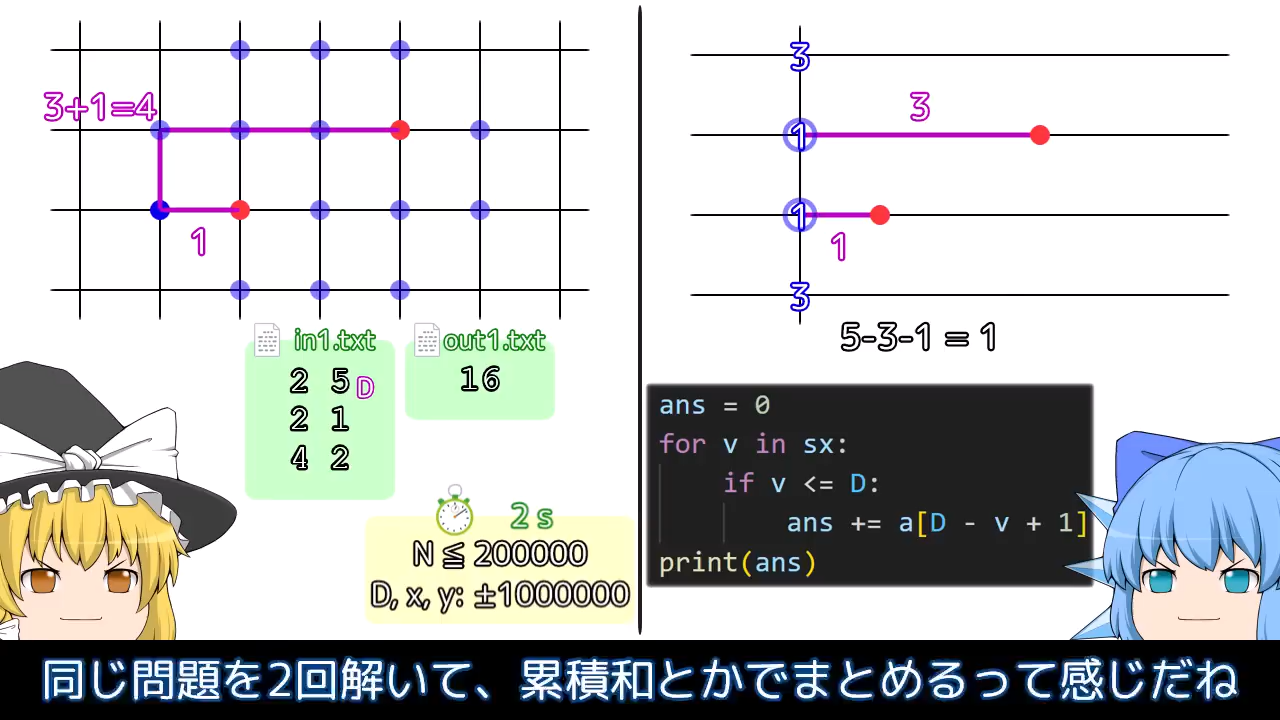 3+1=4
1
in1.txt
2 5 D
2 1
4 2
out1.txt
16
2 s
N ≦ 200000
D, x, y: ±1000000
3
3
1
1
1
3
5-3-1 = 1
ans = 0
for v in sx:
    if v <= D:
        ans += a[D - v + 1]
print(ans)
同じ問題を2回解いて、累積和とかでまとめるって感じだね